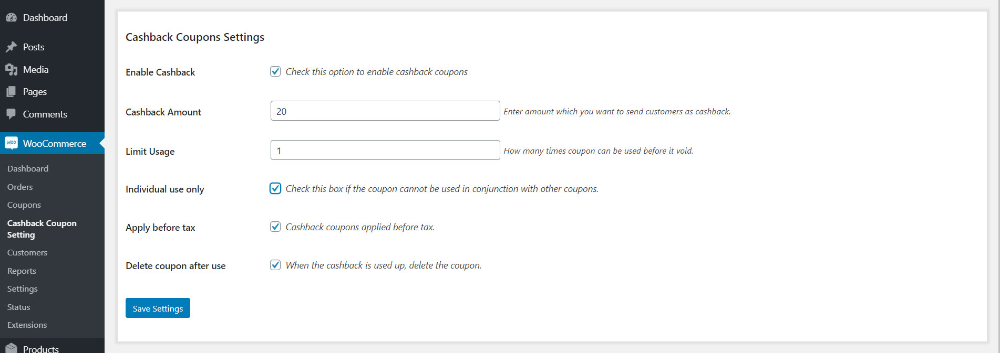 Dashboard
Posts
Media
Pages
Comments
Woo WooCommerce
Dashboard
Orders
Coupons
Cashback Coupon
Setting
Customers
Reports
Settings
Status
Extensions
Products
Cashback Coupons Settings
Enable Cashback Check this option to enable cashback coupons
Cashback Amount 20 Enter amount which you want to send customers as cashback.
Limit Usage 1 How many times coupon can be used before it void.
Individual use only Check this box if the coupon cannot be used in conjunction with other coupons.
Apply before tax Cashback coupons applied before tax.
Delete coupon after use When the cashback is used up, delete the coupon.
Save Settings